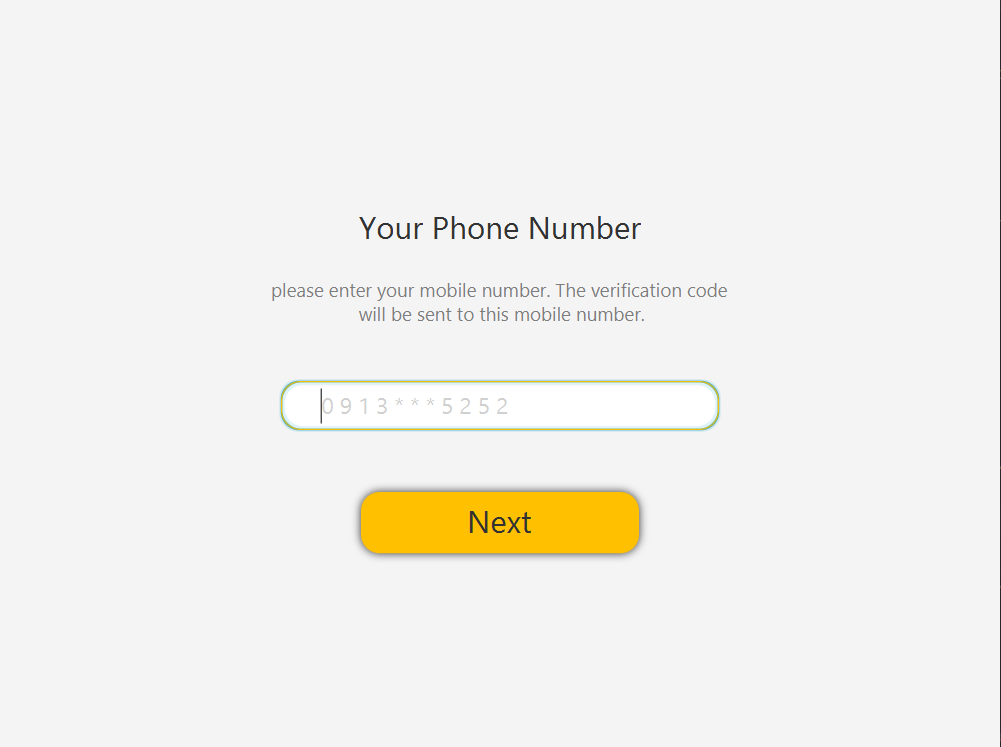 Your Phone Number
please enter your mobile number. The verification code
will be sent to this mobile number.
0913***5252
Next